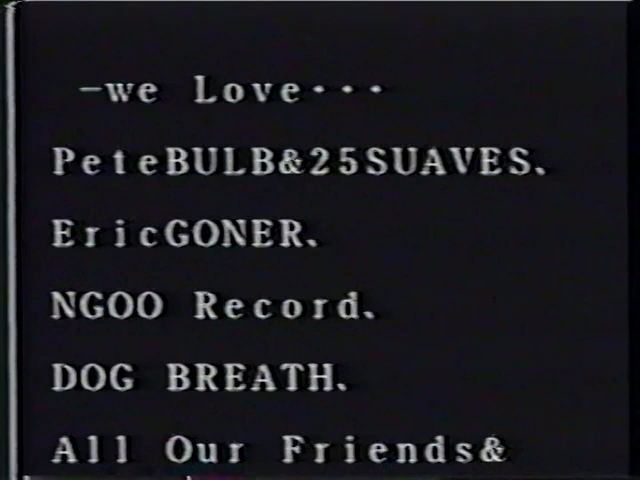 －we Love・・・
PeteBULB&25SUAVES、
EricGONER、
NGOO Record、
DOG BREATH、
All Our Friends&